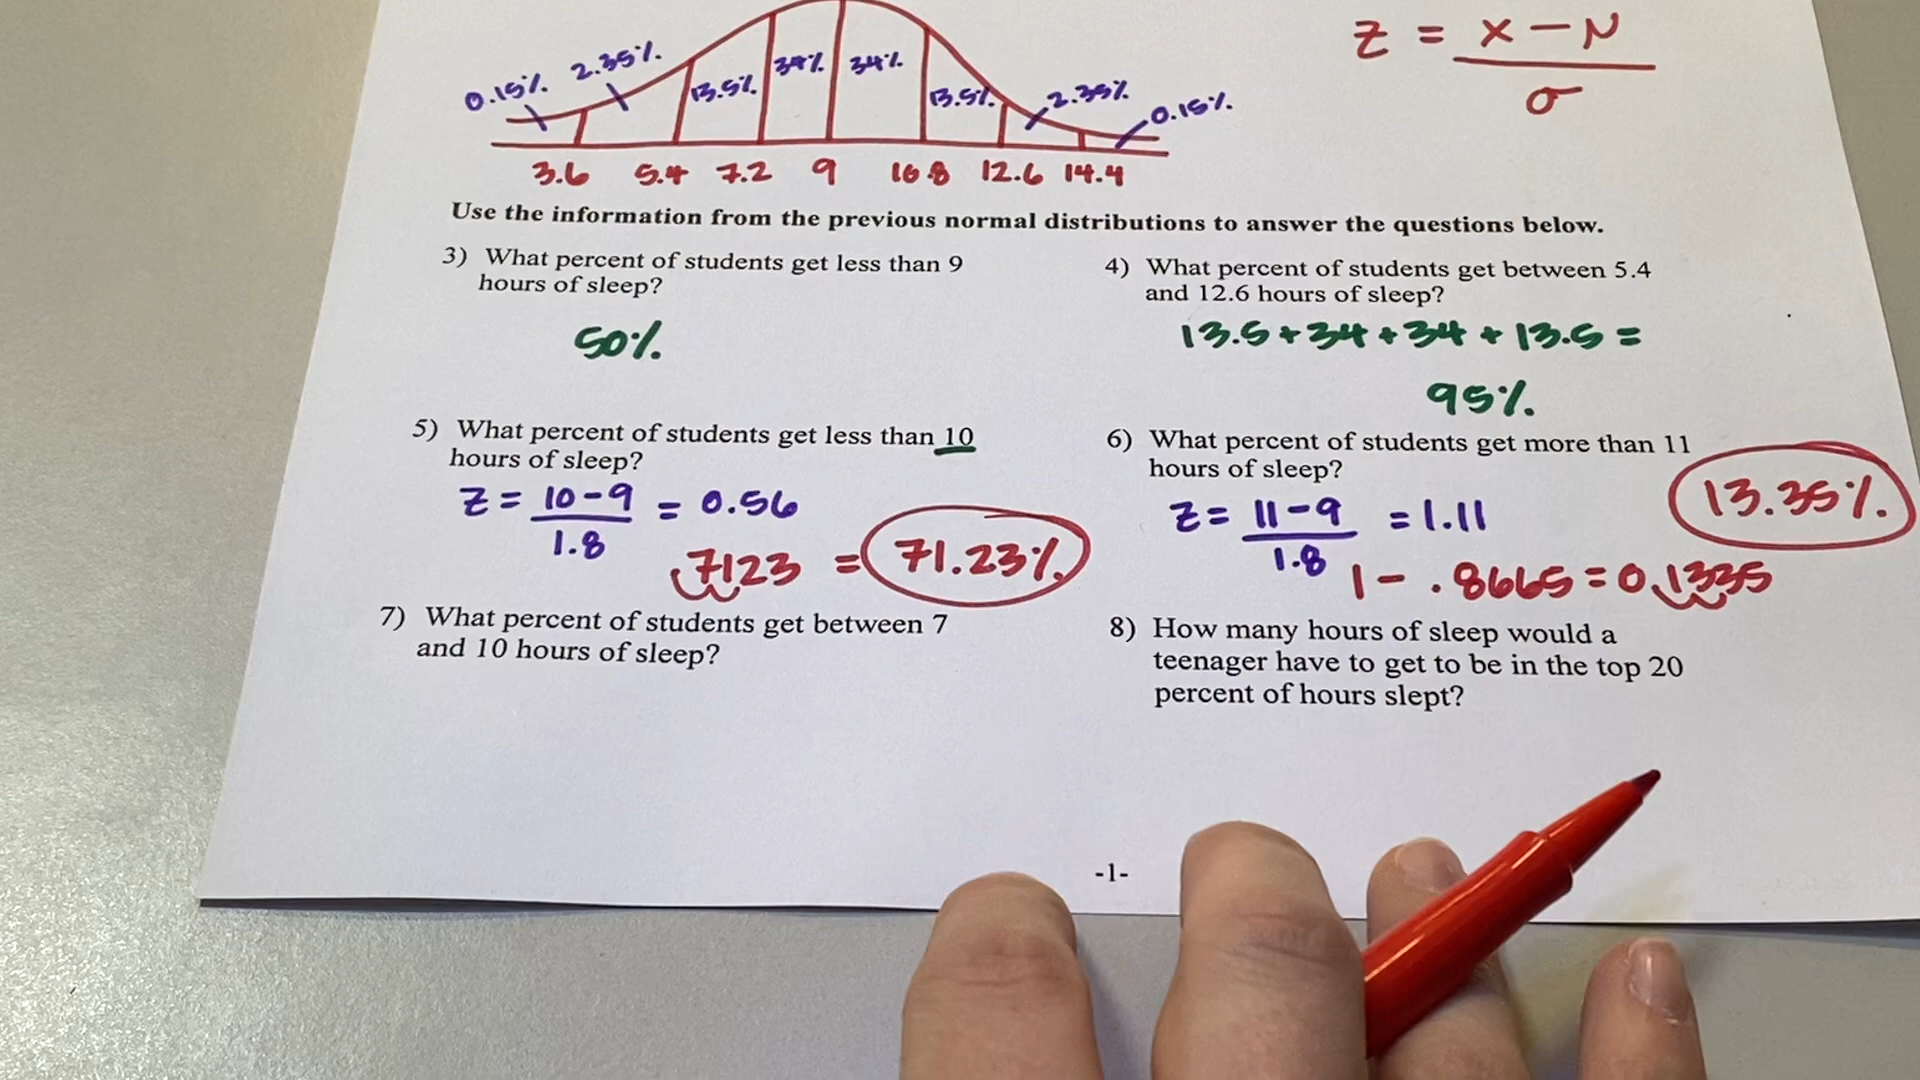 z = x - μ
σ
0.15% 2.35% 13.5% 34% 34% 13.5% 2.35% 0.15%
3.6 5.4 7.2 9 10.8 12.6 14.4
Use the information from the previous normal distributions to answer the questions below.
3) What percent of students get less than 9
hours of sleep?
50%
4) What percent of students get between 5.4
and 12.6 hours of sleep?
13.5 + 34 + 34 + 13.5 =
95%
5) What percent of students get less than 10
hours of sleep?
z = 10 - 9 = 0.56
1.8
.7123 = 71.23%
6) What percent of students get more than 11
hours of sleep?
13.35%
z = 11 - 9 = 1.11
1.8
1 - .8665 = 0.1335
7) What percent of students get between 7
and 10 hours of sleep?
8) How many hours of sleep would a
teenager have to get to be in the top 20
percent of hours slept?
-1-